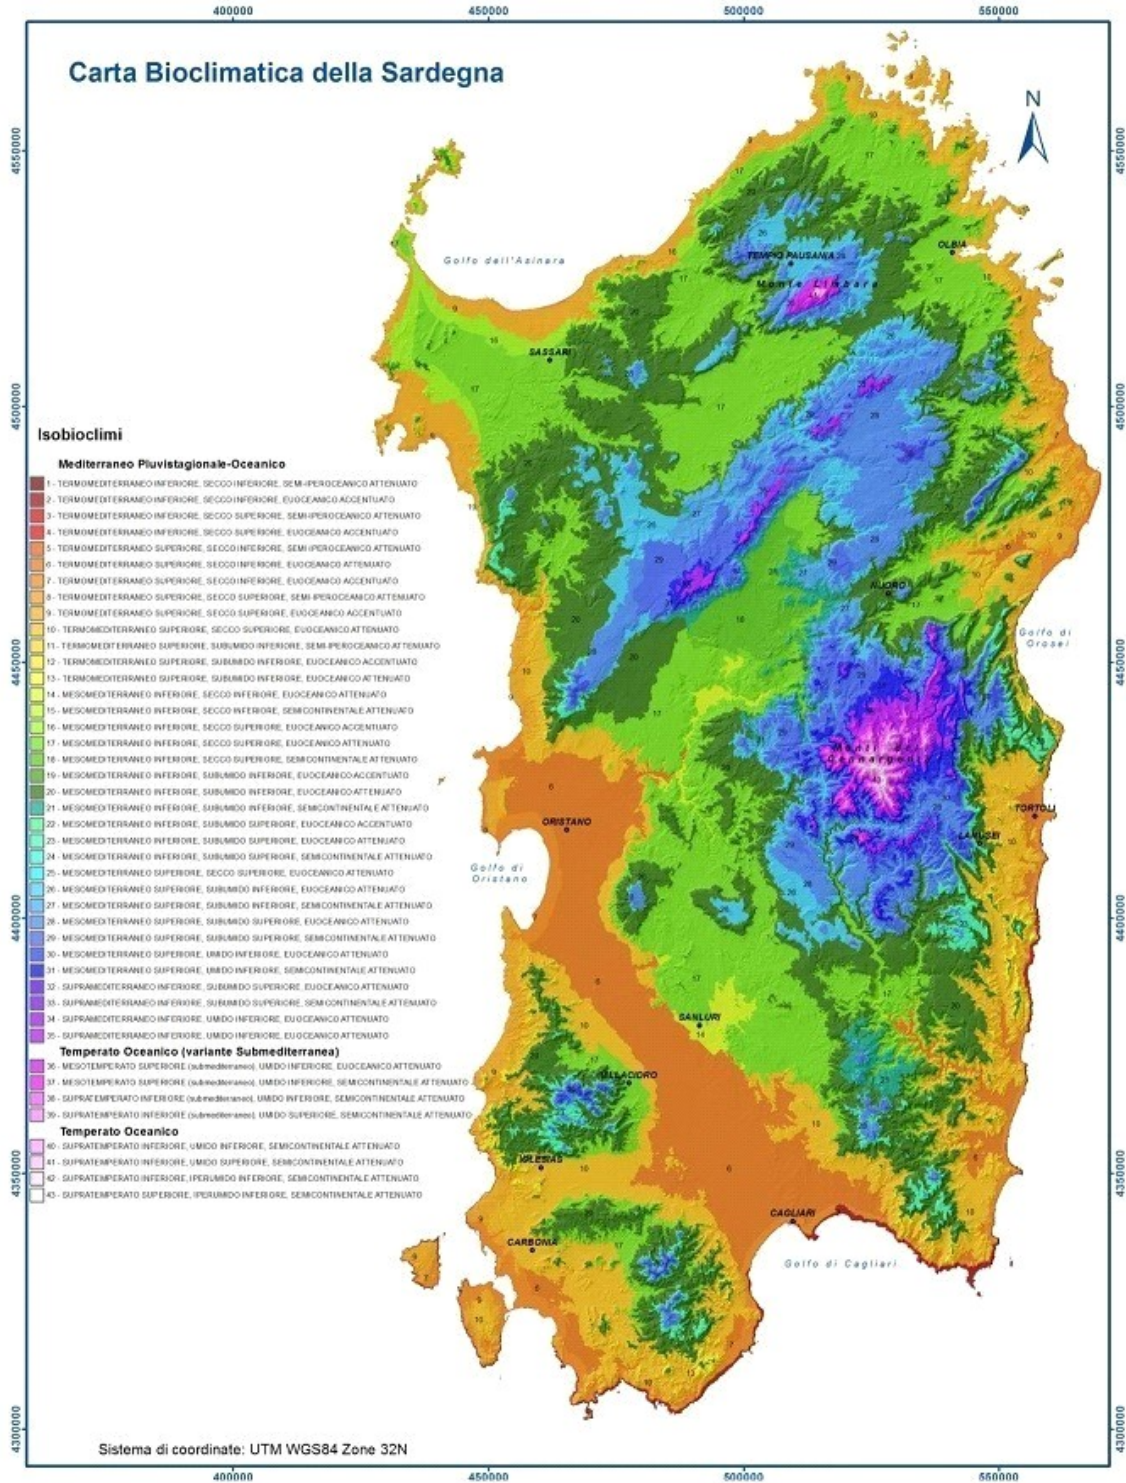 400000 450000 500000 550000
Carta Bioclimatica della Sardegna
N
4550000
4550000
Golfo dell'Asinara
OLBIA
TEMPIO PAUSANIA
Monte Limbara
SASSARI
4500000
4500000
Isobioclimi
Mediterraneo Pluvistagionale-Oceanico
1 - TERMOMEDITERRANEO INFERIORE, SECCO INFERIORE, SEMI-IPEROCEANICO ATTENUATO
2 - TERMOMEDITERRANEO INFERIORE, SECCO INFERIORE, EUOCEANICO ACCENTUATO
3 - TERMOMEDITERRANEO INFERIORE, SECCO SUPERIORE, SEMI-IPEROCEANICO ATTENUATO
4 - TERMOMEDITERRANEO INFERIORE, SECCO SUPERIORE, EUOCEANICO ACCENTUATO
5 - TERMOMEDITERRANEO SUPERIORE, SECCO INFERIORE, SEMI-IPEROCEANICO ATTENUATO
6 - TERMOMEDITERRANEO SUPERIORE, SECCO INFERIORE, EUOCEANICO ATTENUATO
7 - TERMOMEDITERRANEO SUPERIORE, SECCO INFERIORE, EUOCEANICO ACCENTUATO
8 - TERMOMEDITERRANEO SUPERIORE, SECCO SUPERIORE, SEMI-IPEROCEANICO ATTENUATO
9 - TERMOMEDITERRANEO SUPERIORE, SECCO SUPERIORE, EUOCEANICO ACCENTUATO
10 - TERMOMEDITERRANEO SUPERIORE, SECCO SUPERIORE, EUOCEANICO ATTENUATO
11 - TERMOMEDITERRANEO SUPERIORE, SUBUMIDO INFERIORE, SEMI-IPEROCEANICO ATTENUATO
12 - TERMOMEDITERRANEO SUPERIORE, SUBUMIDO INFERIORE, EUOCEANICO ACCENTUATO
13 - TERMOMEDITERRANEO SUPERIORE, SUBUMIDO INFERIORE, EUOCEANICO ATTENUATO
14 - MESOMEDITERRANEO INFERIORE, SECCO INFERIORE, EUOCEANICO ATTENUATO
15 - MESOMEDITERRANEO INFERIORE, SECCO INFERIORE, SEMICONTINENTALE ATTENUATO
16 - MESOMEDITERRANEO INFERIORE, SECCO SUPERIORE, EUOCEANICO ACCENTUATO
17 - MESOMEDITERRANEO INFERIORE, SECCO SUPERIORE, EUOCEANICO ATTENUATO
18 - MESOMEDITERRANEO INFERIORE, SECCO SUPERIORE, SEMICONTINENTALE ATTENUATO
19 - MESOMEDITERRANEO INFERIORE, SUBUMIDO INFERIORE, EUOCEANICO ACCENTUATO
20 - MESOMEDITERRANEO INFERIORE, SUBUMIDO INFERIORE, EUOCEANICO ATTENUATO
21 - MESOMEDITERRANEO INFERIORE, SUBUMIDO INFERIORE, SEMICONTINENTALE ATTENUATO
22 - MESOMEDITERRANEO INFERIORE, SUBUMIDO SUPERIORE, EUOCEANICO ACCENTUATO
23 - MESOMEDITERRANEO INFERIORE, SUBUMIDO SUPERIORE, EUOCEANICO ATTENUATO
24 - MESOMEDITERRANEO INFERIORE, SUBUMIDO SUPERIORE, SEMICONTINENTALE ATTENUATO
25 - MESOMEDITERRANEO SUPERIORE, SECCO SUPERIORE, EUOCEANICO ATTENUATO
26 - MESOMEDITERRANEO SUPERIORE, SUBUMIDO INFERIORE, EUOCEANICO ATTENUATO
27 - MESOMEDITERRANEO SUPERIORE, SUBUMIDO INFERIORE, SEMICONTINENTALE ATTENUATO
28 - MESOMEDITERRANEO SUPERIORE, SUBUMIDO SUPERIORE, EUOCEANICO ATTENUATO
29 - MESOMEDITERRANEO SUPERIORE, SUBUMIDO SUPERIORE, SEMICONTINENTALE ATTENUATO
30 - MESOMEDITERRANEO SUPERIORE, UMIDO INFERIORE, EUOCEANICO ATTENUATO
31 - MESOMEDITERRANEO SUPERIORE, UMIDO INFERIORE, SEMICONTINENTALE ATTENUATO
32 - SUPRAMEDITERRANEO INFERIORE, SUBUMIDO SUPERIORE, EUOCEANICO ATTENUATO
33 - SUPRAMEDITERRANEO INFERIORE, SUBUMIDO SUPERIORE, SEMICONTINENTALE ATTENUATO
34 - SUPRAMEDITERRANEO INFERIORE, UMIDO INFERIORE, EUOCEANICO ATTENUATO
35 - SUPRAMEDITERRANEO INFERIORE, UMIDO INFERIORE, EUOCEANICO ATTENUATO
Temperato Oceanico (variante Submediterranea)
36 - MESOTEMPERATO SUPERIORE (submediterraneo), UMIDO INFERIORE, EUOCEANICO ATTENUATO
37 - MESOTEMPERATO SUPERIORE (submediterraneo), UMIDO INFERIORE, SEMICONTINENTALE ATTENUATO
38 - SUPRATEMPERATO INFERIORE (submediterraneo), UMIDO INFERIORE, SEMICONTINENTALE ATTENUATO
39 - SUPRATEMPERATO INFERIORE (submediterraneo), UMIDO SUPERIORE, SEMICONTINENTALE ATTENUATO
Temperato Oceanico
40 - SUPRATEMPERATO INFERIORE, UMIDO INFERIORE, SEMICONTINENTALE ATTENUATO
41 - SUPRATEMPERATO INFERIORE, UMIDO SUPERIORE, SEMICONTINENTALE ATTENUATO
42 - SUPRATEMPERATO INFERIORE, IPERUMIDO INFERIORE, SEMICONTINENTALE ATTENUATO
43 - SUPRATEMPERATO SUPERIORE, IPERUMIDO INFERIORE, SEMICONTINENTALE ATTENUATO
NUORO
Golfo di
Orosei
4450000
4450000
Monti del
Gennargentu
ORISTANO
TORTOLI
LANUSEI
Golfo di
Oristano
4400000
4400000
SANLURI
VILLACIDRO
IGLESIAS
4350000
4350000
CAGLIARI
CARBONIA
Golfo di Cagliari
4300000
4300000
Sistema di coordinate: UTM WGS84 Zone 32N
400000 450000 500000 550000